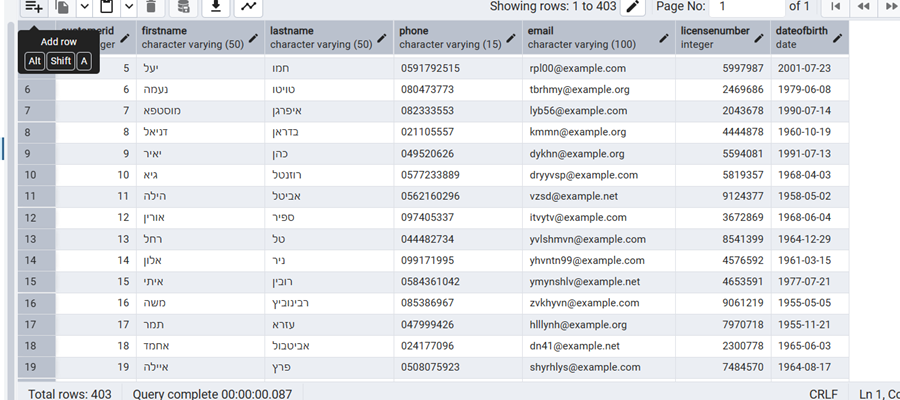 Showing rows: 1 to 403 Page No: 1 of 1
Add row
Alt Shift A
firstname lastname phone email licensenumber dateofbirth
character varying (50) character varying (50) character varying (15) character varying (100) integer date
5 יעל חמו 0591792515 rpl00@example.com 5997987 2001-07-23
6 6 נעמה טויטו 080473773 tbrhmy@example.org 2469686 1979-06-08
7 7 מוסטפא איפרגן 082333553 lyb56@example.com 2043678 1990-07-14
8 8 דניאל בדראן 021105557 kmmn@example.org 4444878 1960-10-19
9 9 יאיר כהן 049520626 dykhn@example.org 5594081 1991-07-13
10 10 גיא רוזנטל 0577233889 dryyvsp@example.com 5819357 1968-04-03
11 11 הילה אביטל 0562160296 vzsd@example.net 9124377 1958-05-02
12 12 אורין ספיר 097405337 itvytv@example.com 3672869 1968-06-04
13 13 רחל טל 044482734 yvlshmvn@example.com 8541399 1964-12-29
14 14 אלון ניר 099171995 yhvntn99@example.com 4576592 1961-03-15
15 15 איתי רובין 0584361042 ymynshlv@example.net 4653591 1977-07-21
16 16 משה רבינוביץ 085386967 zvkhyvn@example.com 9061219 1955-05-05
17 17 תמר עזרא 047999426 hlllynh@example.org 7970718 1955-11-21
18 18 אחמד אביטבול 024177096 dn41@example.net 2300778 1965-06-03
19 19 איילה פרץ 0508075923 shyrhlys@example.com 7484570 1964-08-17
Total rows: 403 Query complete 00:00:00.087 CRLF Ln 1,